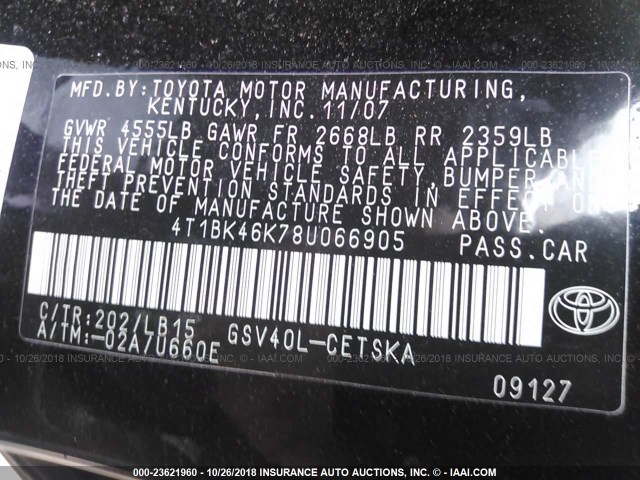 MFD.BY:TOYOTA MOTOR MANUFACTURING,
KENTUCKY,INC.11/07
GVWR 4555LB GAWR FR 2668LB RR 2359LB
THIS VEHICLE CONFORMS TO ALL APPLICABLE
FEDERAL MOTOR VEHICLE SAFETY, BUMPER, AND
THEFT PREVENTION STANDARDS IN EFFECT ON
THE DATE OF MANUFACTURE SHOWN ABOVE.
4T1BK46K78U066905 PASS.CAR
C/TR:202/LB15 GSV40L-CETSKA
A/TM:-02A/U660E
09127
000-23621960 - 10/26/2018 INSURANCE AUTO AUCTIONS, INC. - IAAI.COM